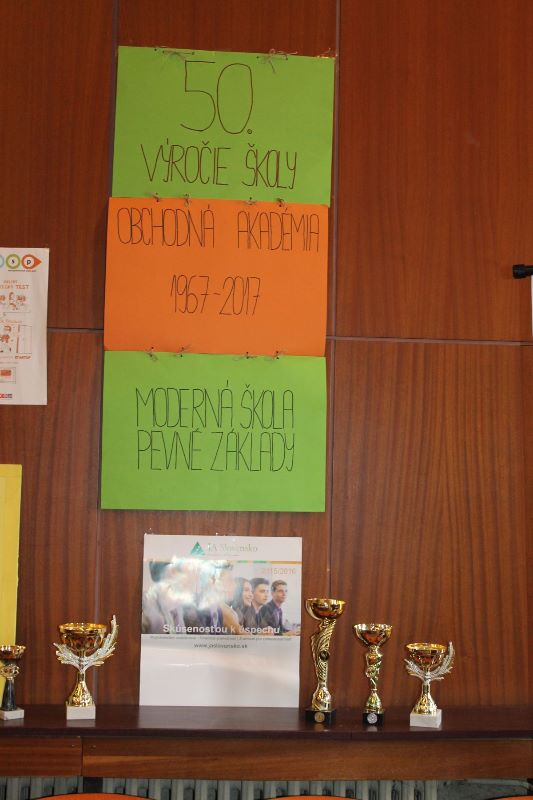 50.
VÝROČIE ŠKOLY
OBCHODNÁ AKADÉMIA
1967-2017
MODERNÁ ŠKOLA
PEVNÉ ZÁKLADY
s p
TEST
JA Slovensko
2015/2016
Skúsenosťou k úspechu
www.jaslovensko.sk